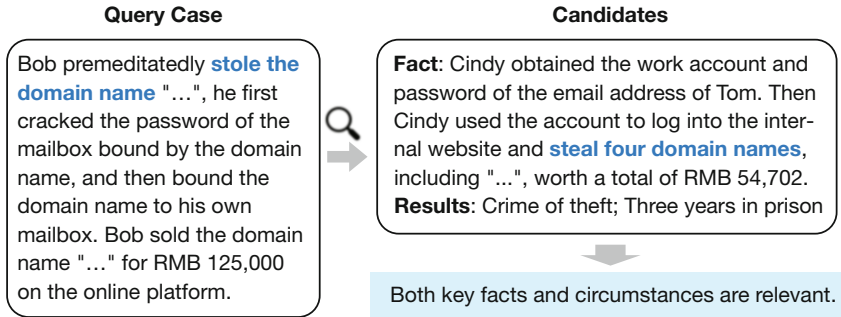 Query Case
Bob premeditatedly stole the
domain name "...", he first
cracked the password of the
mailbox bound by the domain
name, and then bound the
domain name to his own
mailbox. Bob sold the domain
name "..." for RMB 125,000
on the online platform.
Candidates
Fact: Cindy obtained the work account and
password of the email address of Tom. Then
Cindy used the account to log into the inter-
nal website and steal four domain names,
including "...", worth a total of RMB 54,702.
Results: Crime of theft; Three years in prison
Both key facts and circumstances are relevant.